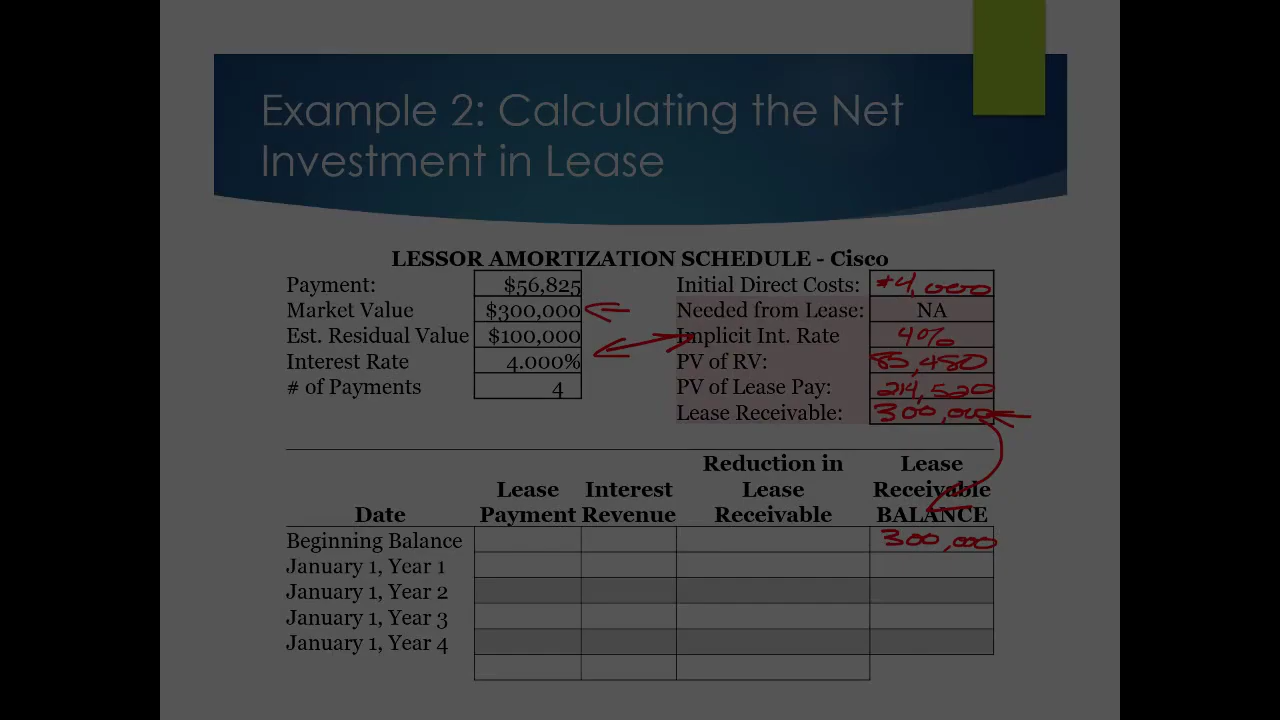 Example 2: Calculating the Net
Investment in Lease
LESSOR AMORTIZATION SCHEDULE - Cisco
Payment: $56,825 Initial Direct Costs: *4,000
Market Value $300,000 Needed from Lease: NA
Est. Residual Value $100,000 Implicit Int. Rate 4%
Interest Rate 4.000% PV of RV: 85,480
# of Payments 4 PV of Lease Pay: 214,520
Lease Receivable: 300,000
Reduction in Lease
Lease Interest Lease Receivable
Date Payment Revenue Receivable BALANCE
Beginning Balance 300,000
January 1, Year 1
January 1, Year 2
January 1, Year 3
January 1, Year 4